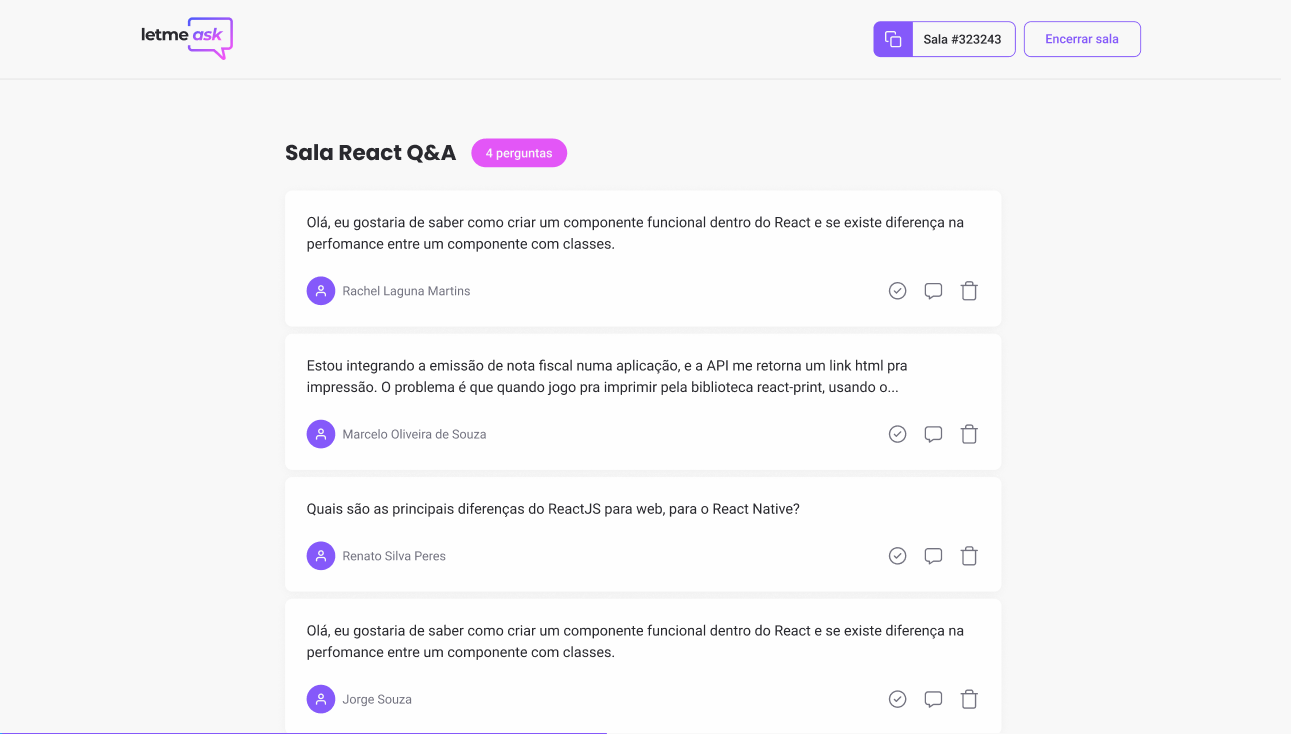 letme ask
Sala #323243
Encerrar sala
Sala React Q&A
4 perguntas
Olá, eu gostaria de saber como criar um componente funcional dentro do React e se existe diferença na
perfomance entre um componente com classes.
Rachel Laguna Martins
Estou integrando a emissão de nota fiscal numa aplicação, e a API me retorna um link html pra
impressão. O problema é que quando jogo pra imprimir pela biblioteca react-print, usando o...
Marcelo Oliveira de Souza
Quais são as principais diferenças do ReactJS para web, para o React Native?
Renato Silva Peres
Olá, eu gostaria de saber como criar um componente funcional dentro do React e se existe diferença na
perfomance entre um componente com classes.
Jorge Souza